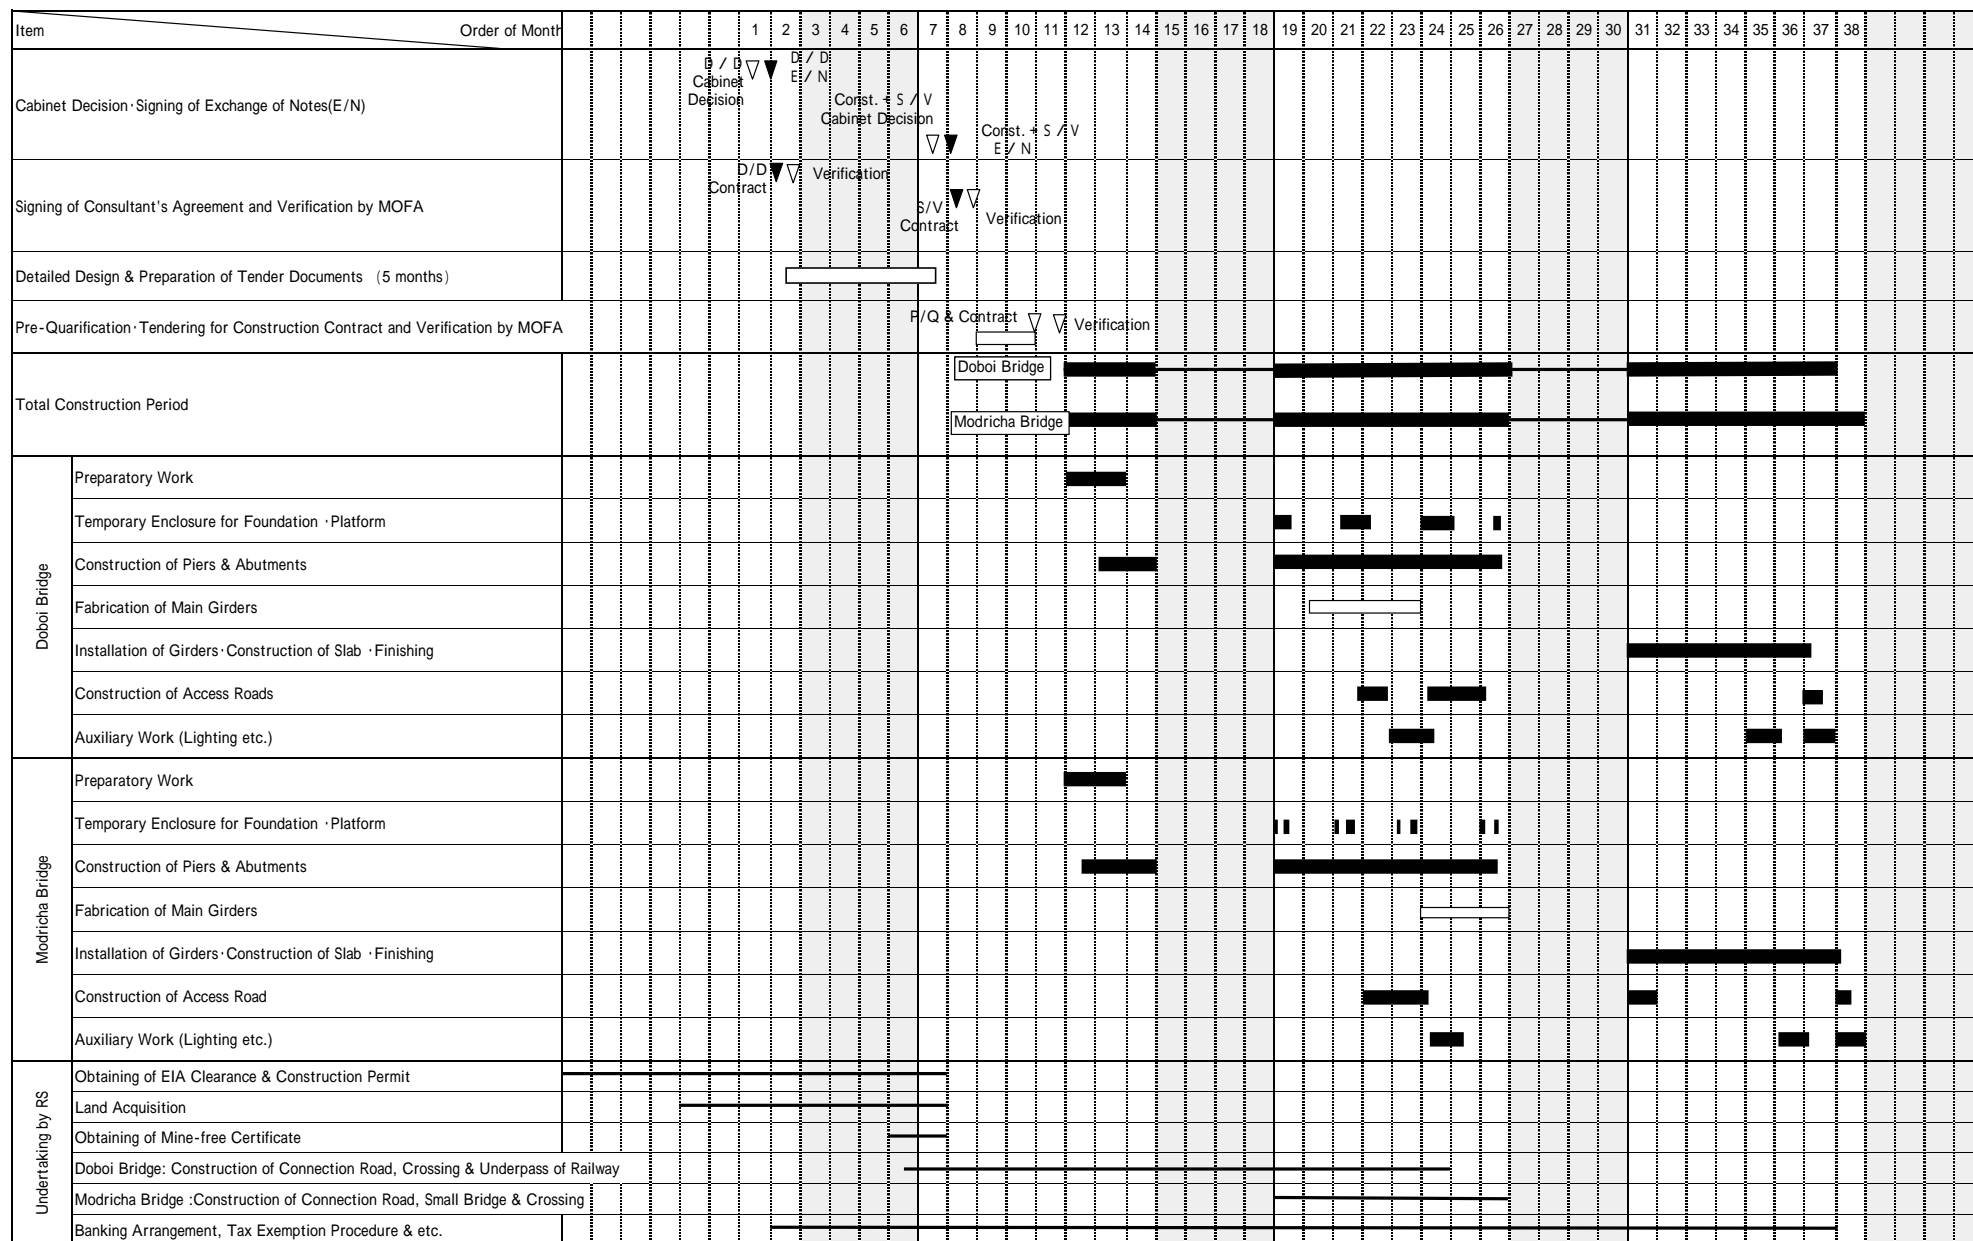 Item Order of Month 1 2 3 4 5 6 7 8 9 10 11 12 13 14 15 16 17 18 19 20 21 22 23 24 25 26 27 28 29 30 31 32 33 34 35 36 37 38
Cabinet Decision·Signing of Exchange of Notes(E/N)
D/D
Cabinet
Decision
D/D
E/N
Const. + S/V
Cabinet Decision
Const. + S/V
E/N
Signing of Consultant's Agreement and Verification by MOFA
D/D
Contract
Verification
S/V
Contract
Verification
Detailed Design & Preparation of Tender Documents (5 months)
Pre-Quarification·Tendering for Construction Contract and Verification by MOFA
P/Q & Contract
Verification
Total Construction Period
Doboi Bridge
Modricha Bridge
Doboi Bridge
Preparatory Work
Temporary Enclosure for Foundation ·Platform
Construction of Piers & Abutments
Fabrication of Main Girders
Installation of Girders·Construction of Slab ·Finishing
Construction of Access Roads
Auxiliary Work (Lighting etc.)
Modricha Bridge
Preparatory Work
Temporary Enclosure for Foundation ·Platform
Construction of Piers & Abutments
Fabrication of Main Girders
Installation of Girders·Construction of Slab ·Finishing
Construction of Access Road
Auxiliary Work (Lighting etc.)
Undertaking by RS
Obtaining of EIA Clearance & Construction Permit
Land Acquisition
Obtaining of Mine-free Certificate
Doboi Bridge: Construction of Connection Road, Crossing & Underpass of Railway
Modricha Bridge :Construction of Connection Road, Small Bridge & Crossing
Banking Arrangement, Tax Exemption Procedure & etc.